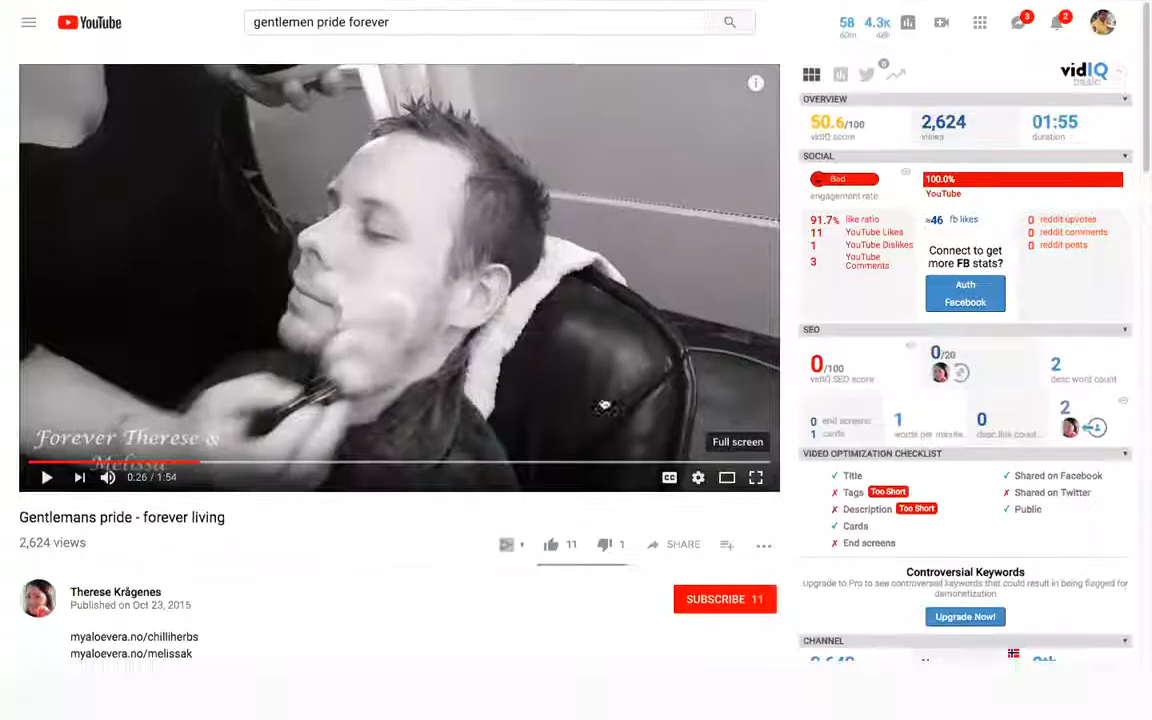 YouTube
gentlemen pride forever
58
60m
4.3K
48h
3
2
Forever Therese &
Melissa
Full screen
0:26 / 1:54
CC
Gentlemans pride - forever living
2,624 views
11
1
SHARE
Therese Krågenes
Published on Oct 23, 2015
SUBSCRIBE 11
myaloevera.no/chilliherbs
myaloevera.no/melissak
0
vidIQ
basic
OVERVIEW
50.6/100
vidIQ score
2,624
views
01:55
duration
SOCIAL
Bad
engagement rate
100.0%
YouTube
91.7% like ratio
11 YouTube Likes
1 YouTube Dislikes
3 YouTube
Comments
≈46 fb likes
Connect to get
more FB stats?
Auth
Facebook
0 reddit upvotes
0 reddit comments
0 reddit posts
SEO
0/100
vidIQ SEO score
0/20
2
desc word count
0 end screens
1 cards
1
words per minute
0
desc link count
2
VIDEO OPTIMIZATION CHECKLIST
✓ Title
✗ Tags Too Short
✗ Description Too Short
✓ Cards
✗ End screens
✓ Shared on Facebook
✗ Shared on Twitter
✓ Public
Controversial Keywords
Upgrade to Pro to see controversial keywords that could result in being flagged for
demonetization
Upgrade Now!
CHANNEL